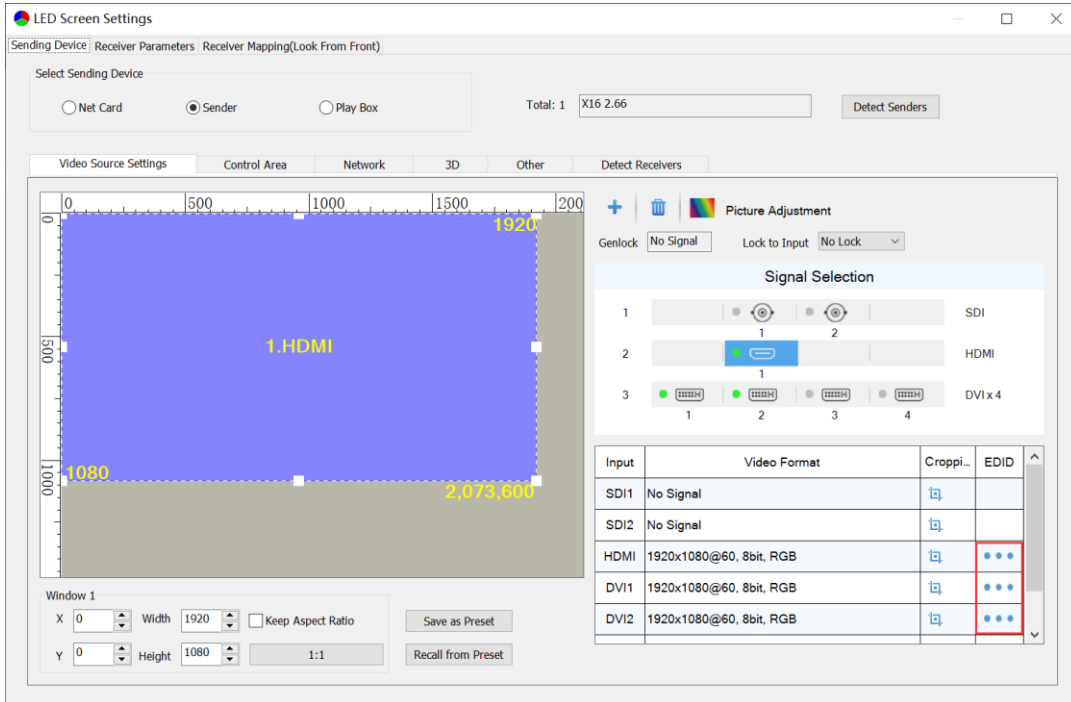 LED Screen Settings
Sending Device Receiver Parameters Receiver Mapping(Look From Front)
Select Sending Device
Net Card Sender Play Box
Total: 1 X16 2.66 Detect Senders
Video Source Settings Control Area Network 3D Other Detect Receivers
0 500 1000 1500 200
0
500
1000
1920
1.HDMI
1080
2,073,600
Picture Adjustment
Genlock No Signal Lock to Input No Lock
Signal Selection
1 SDI
1 2
2 HDMI
1
3 DVI x 4
1 2 3 4
Input Video Format Croppi... EDID
SDI1 No Signal
SDI2 No Signal
HDMI 1920x1080@60, 8bit, RGB
DVI1 1920x1080@60, 8bit, RGB
DVI2 1920x1080@60, 8bit, RGB
Window 1
X 0 Width 1920 Keep Aspect Ratio Save as Preset
Y 0 Height 1080 1:1 Recall from Preset